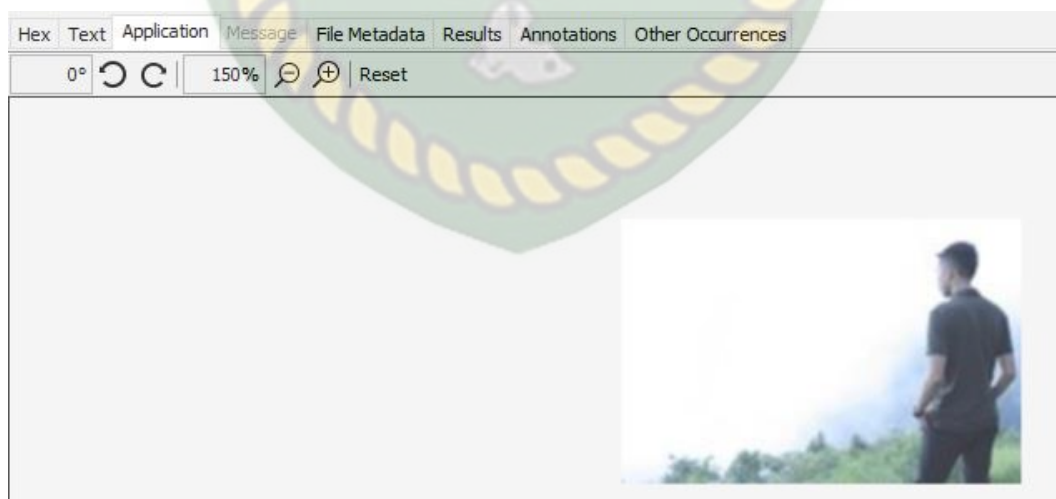 Hex Text Application Message File Metadata Results Annotations Other Occurrences
0° 150% Reset